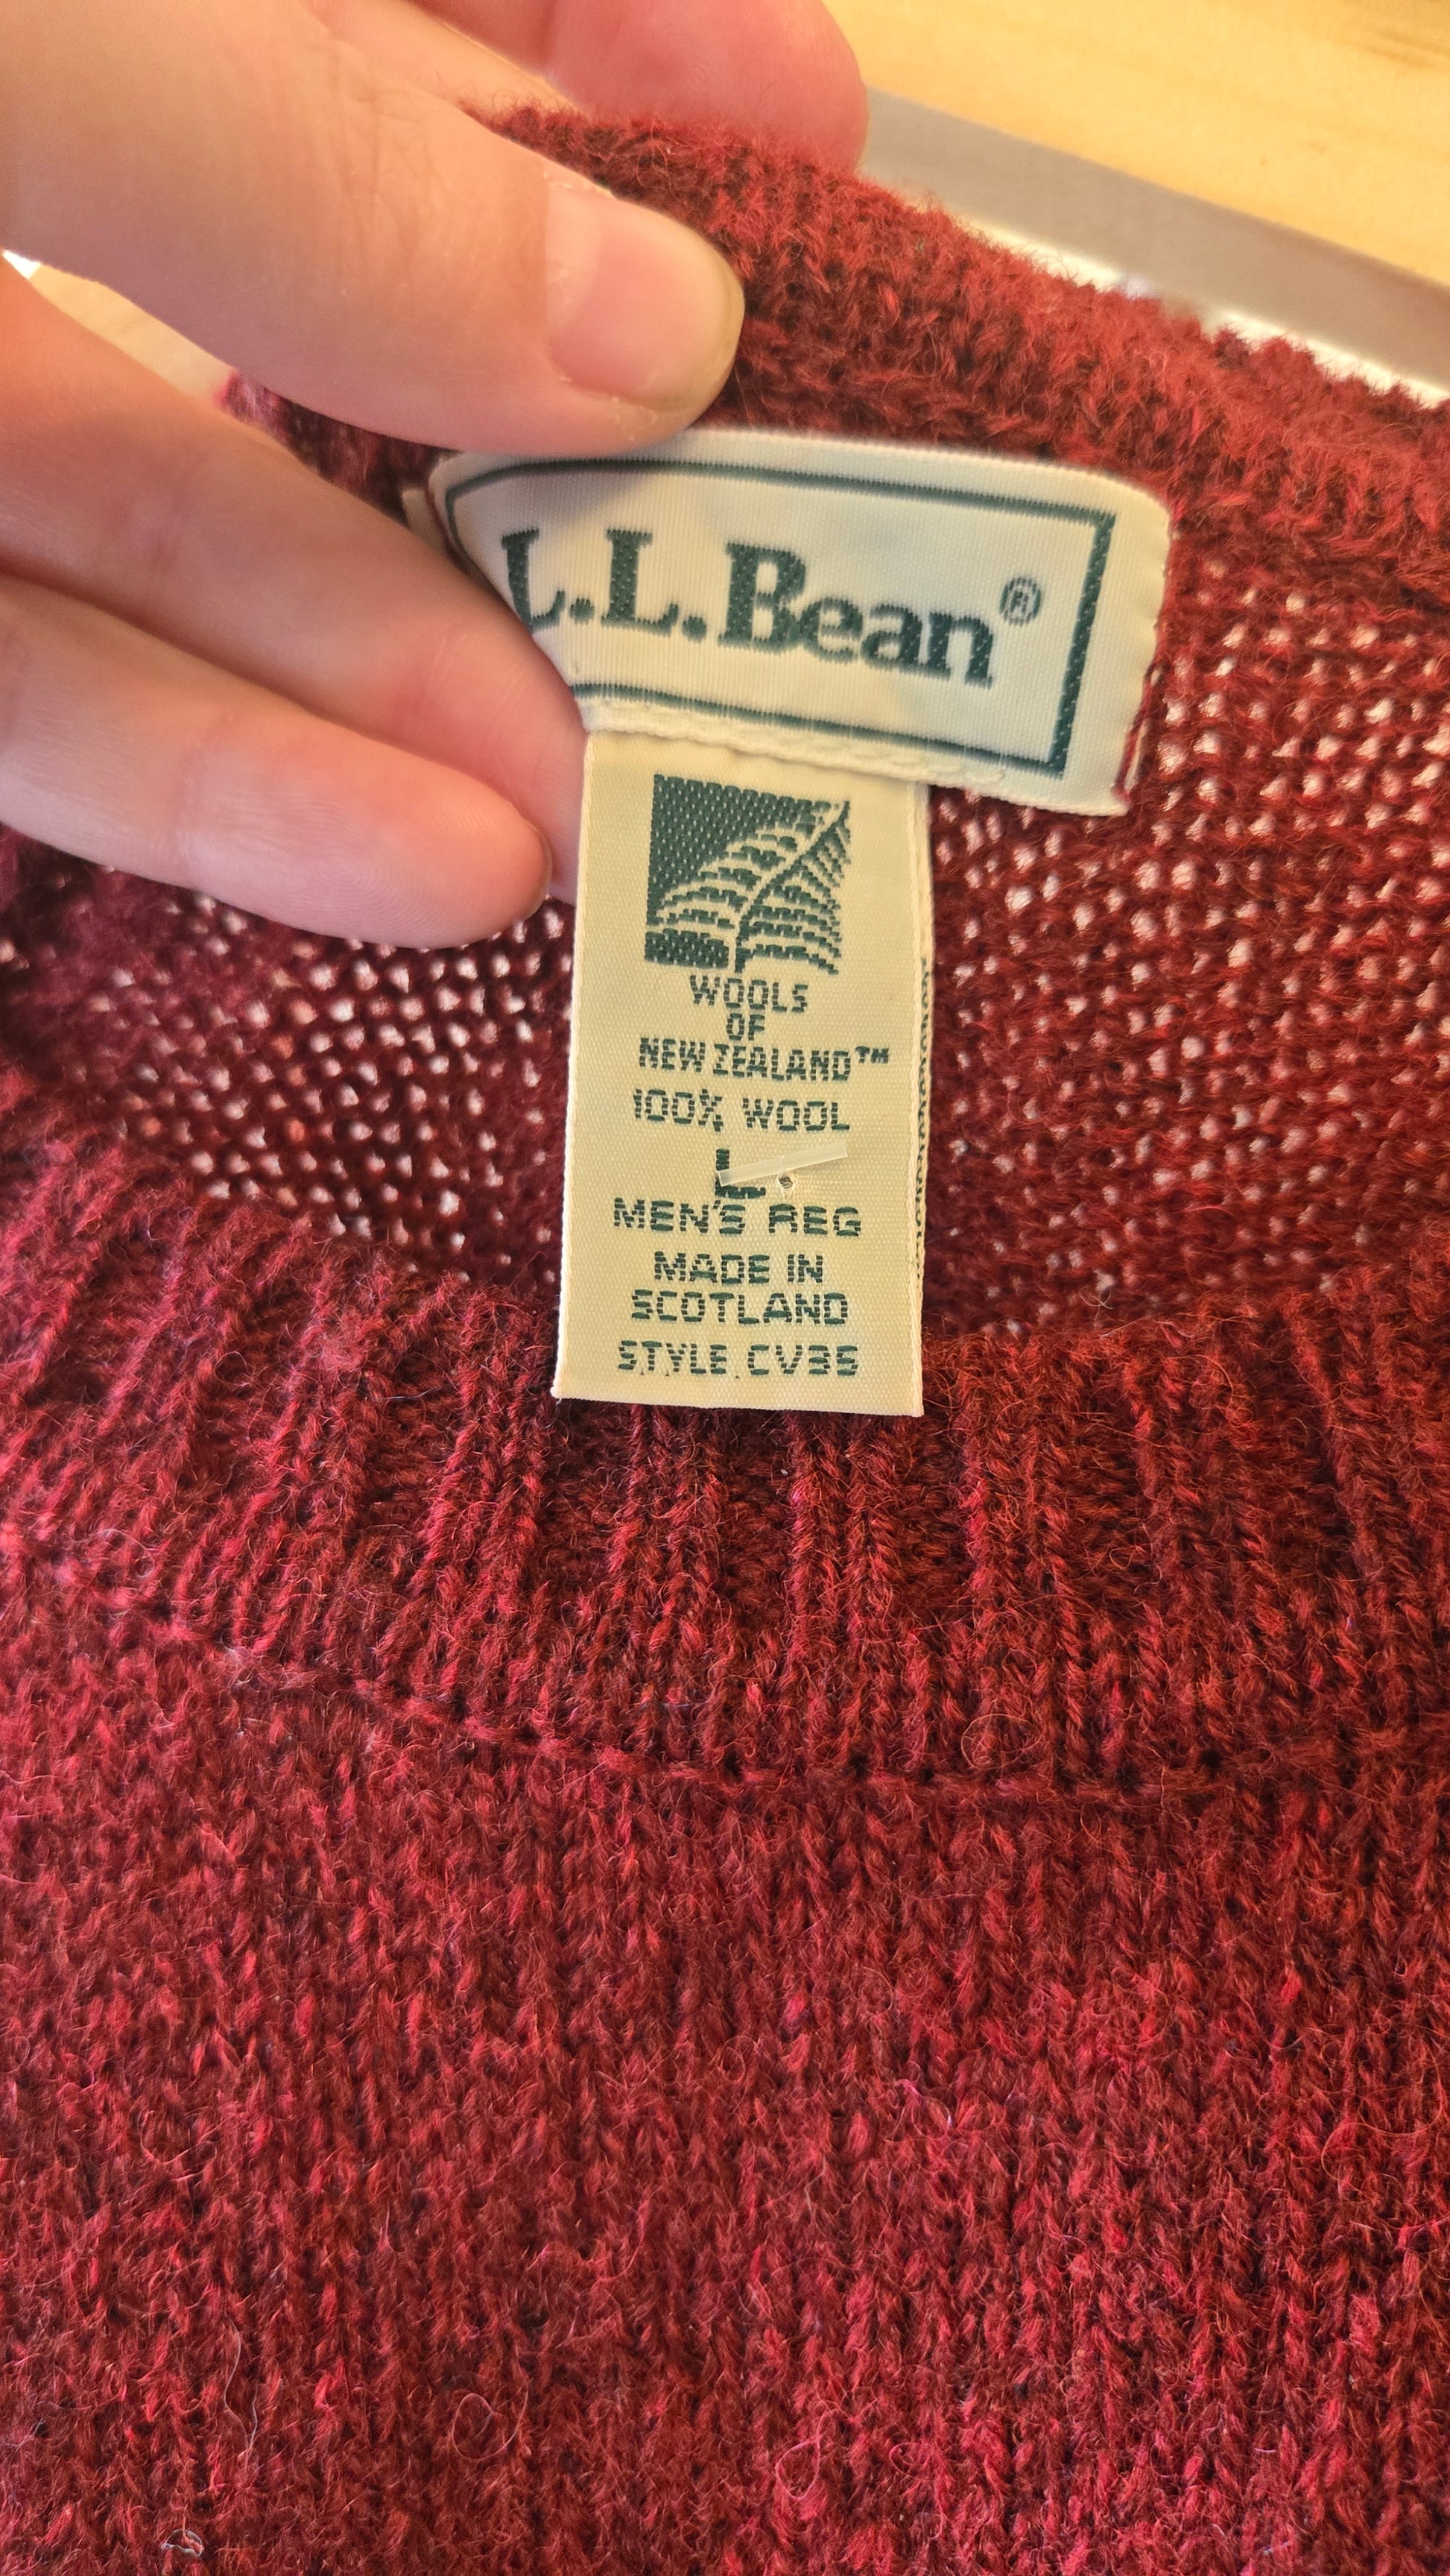 L.L.Bean®
WOOLS
OF
NEW ZEALAND™
100% WOOL
L
MEN'S REG
MADE IN
SCOTLAND
STYLE CV35